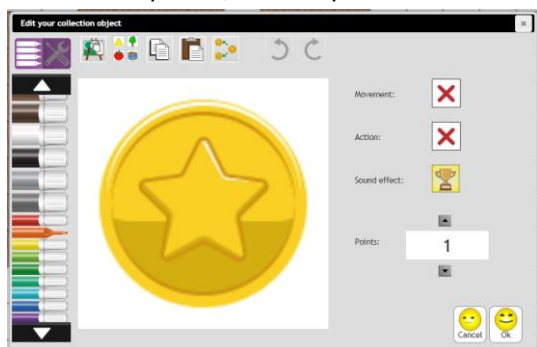 Edit your collection object
x
Movement:
Action:
Sound effect:
Points:
1
Cancel
Ok